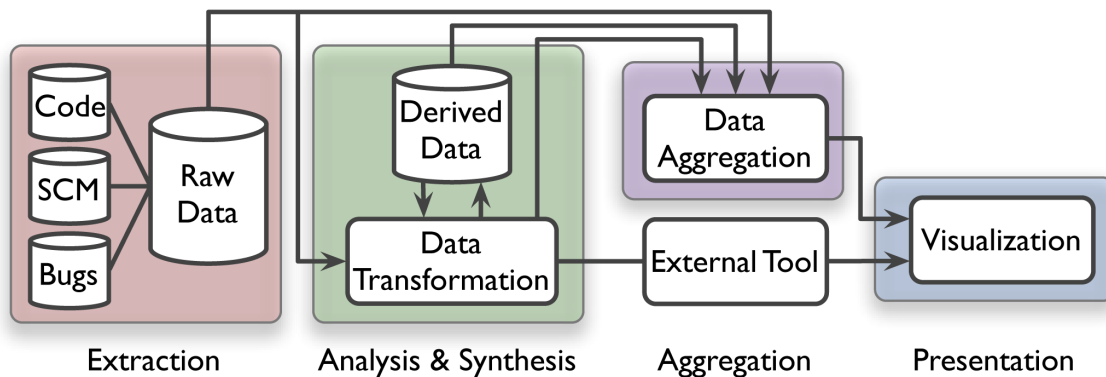 Code
SCM
Bugs
Raw
Data
Derived
Data
Data
Transformation
Data
Aggregation
External Tool
Visualization
Extraction
Analysis & Synthesis
Aggregation
Presentation